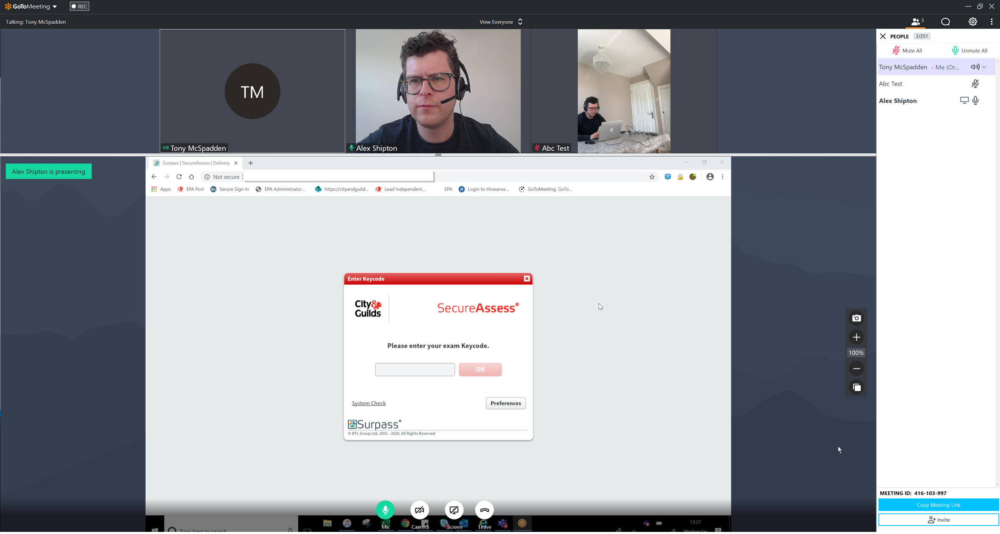 GoToMeeting REC
Talking: Tony McSpadden
View Everyone
3
TM
Tony McSpadden
Alex Shipton
Abc Test
PEOPLE 3/251
Mute All Unmute All
Tony McSpadden - Me (Or...
Abc Test
Alex Shipton
Alex Shipton is presenting
Surpass | SecureAssess | Delivery
Not secure
Apps EPA Port Secure Sign In EPA Administrator... https://cityandguild... Lead Independent... EPA Login to Hireserve... GoToMeeting, GoTo...
Enter Keycode
City& Guilds
SecureAssess®
Please enter your exam Keycode.
OK
System Check Preferences
Surpass
© BTL Group Ltd, 2001 - 2020, All Rights Reserved
100%
Mic Camera Screen Leave
Type here to search
13:27
Wednesday
MEETING ID: 416-103-997
Copy Meeting Link
Invite